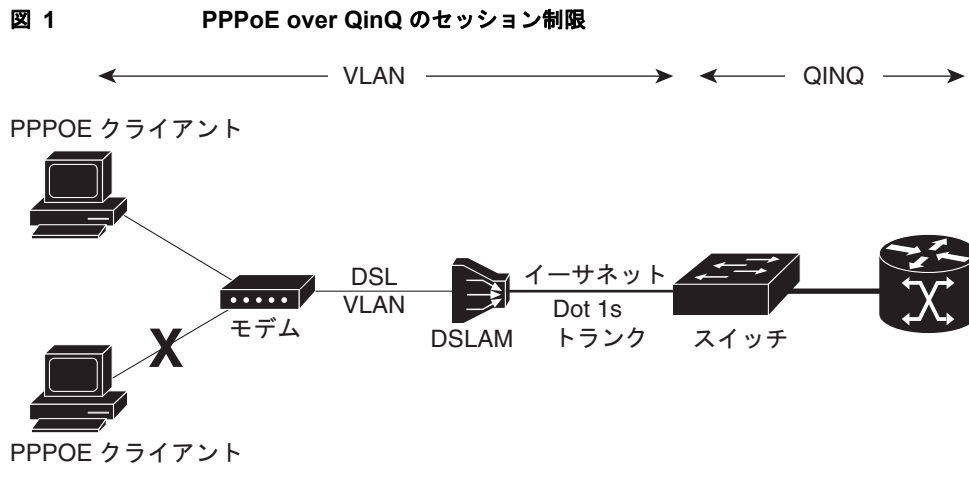 図 1 PPPoE over QinQ のセッション制限
VLAN
QINQ
PPPOE クライアント
DSL
VLAN
イーサネット
Dot 1s
トランク
モデム
DSLAM
スイッチ
X
PPPOE クライアント